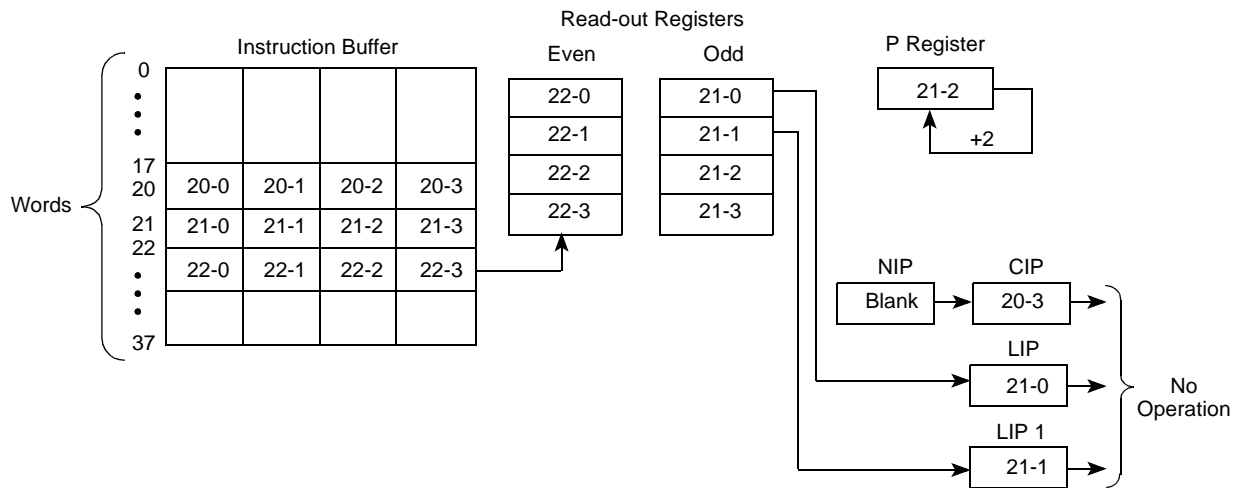 Read-out Registers
Instruction Buffer
Even
Odd
P Register
0
17
20
21
22
37
Words
20-0 20-1 20-2 20-3
21-0 21-1 21-2 21-3
22-0 22-1 22-2 22-3
22-0
22-1
22-2
22-3
21-0
21-1
21-2
21-3
21-2
+2
NIP
CIP
Blank
20-3
LIP
21-0
LIP 1
21-1
No
Operation